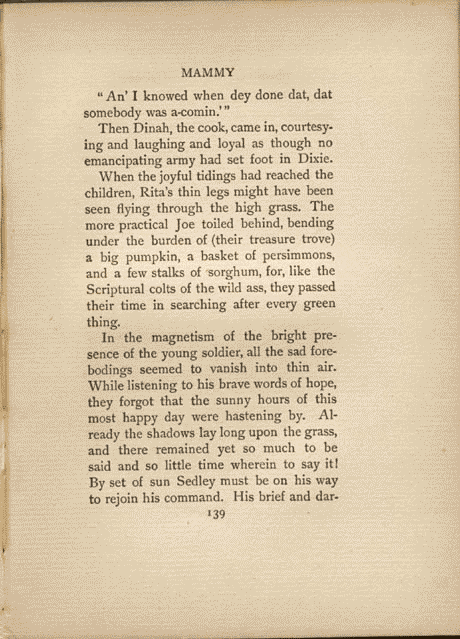 MAMMY
" An' I knowed when dey done dat, dat
somebody was a-comin.' "
Then Dinah, the cook, came in, courtesy-
ing and laughing and loyal as though no
emancipating army had set foot in Dixie.
When the joyful tidings had reached the
children, Rita's thin legs might have been
seen flying through the high grass. The
more practical Joe toiled behind, bending
under the burden of (their treasure trove)
a big pumpkin, a basket of persimmons,
and a few stalks of sorghum, for, like the
Scriptural colts of the wild ass, they passed
their time in searching after every green
thing.
In the magnetism of the bright pre-
sence of the young soldier, all the sad fore-
bodings seemed to vanish into thin air.
While listening to his brave words of hope,
they forgot that the sunny hours of this
most happy day were hastening by. Al-
ready the shadows lay long upon the grass,
and there remained yet so much to be
said and so little time wherein to say it!
By set of sun Sedley must be on his way
to rejoin his command. His brief and dar-
139